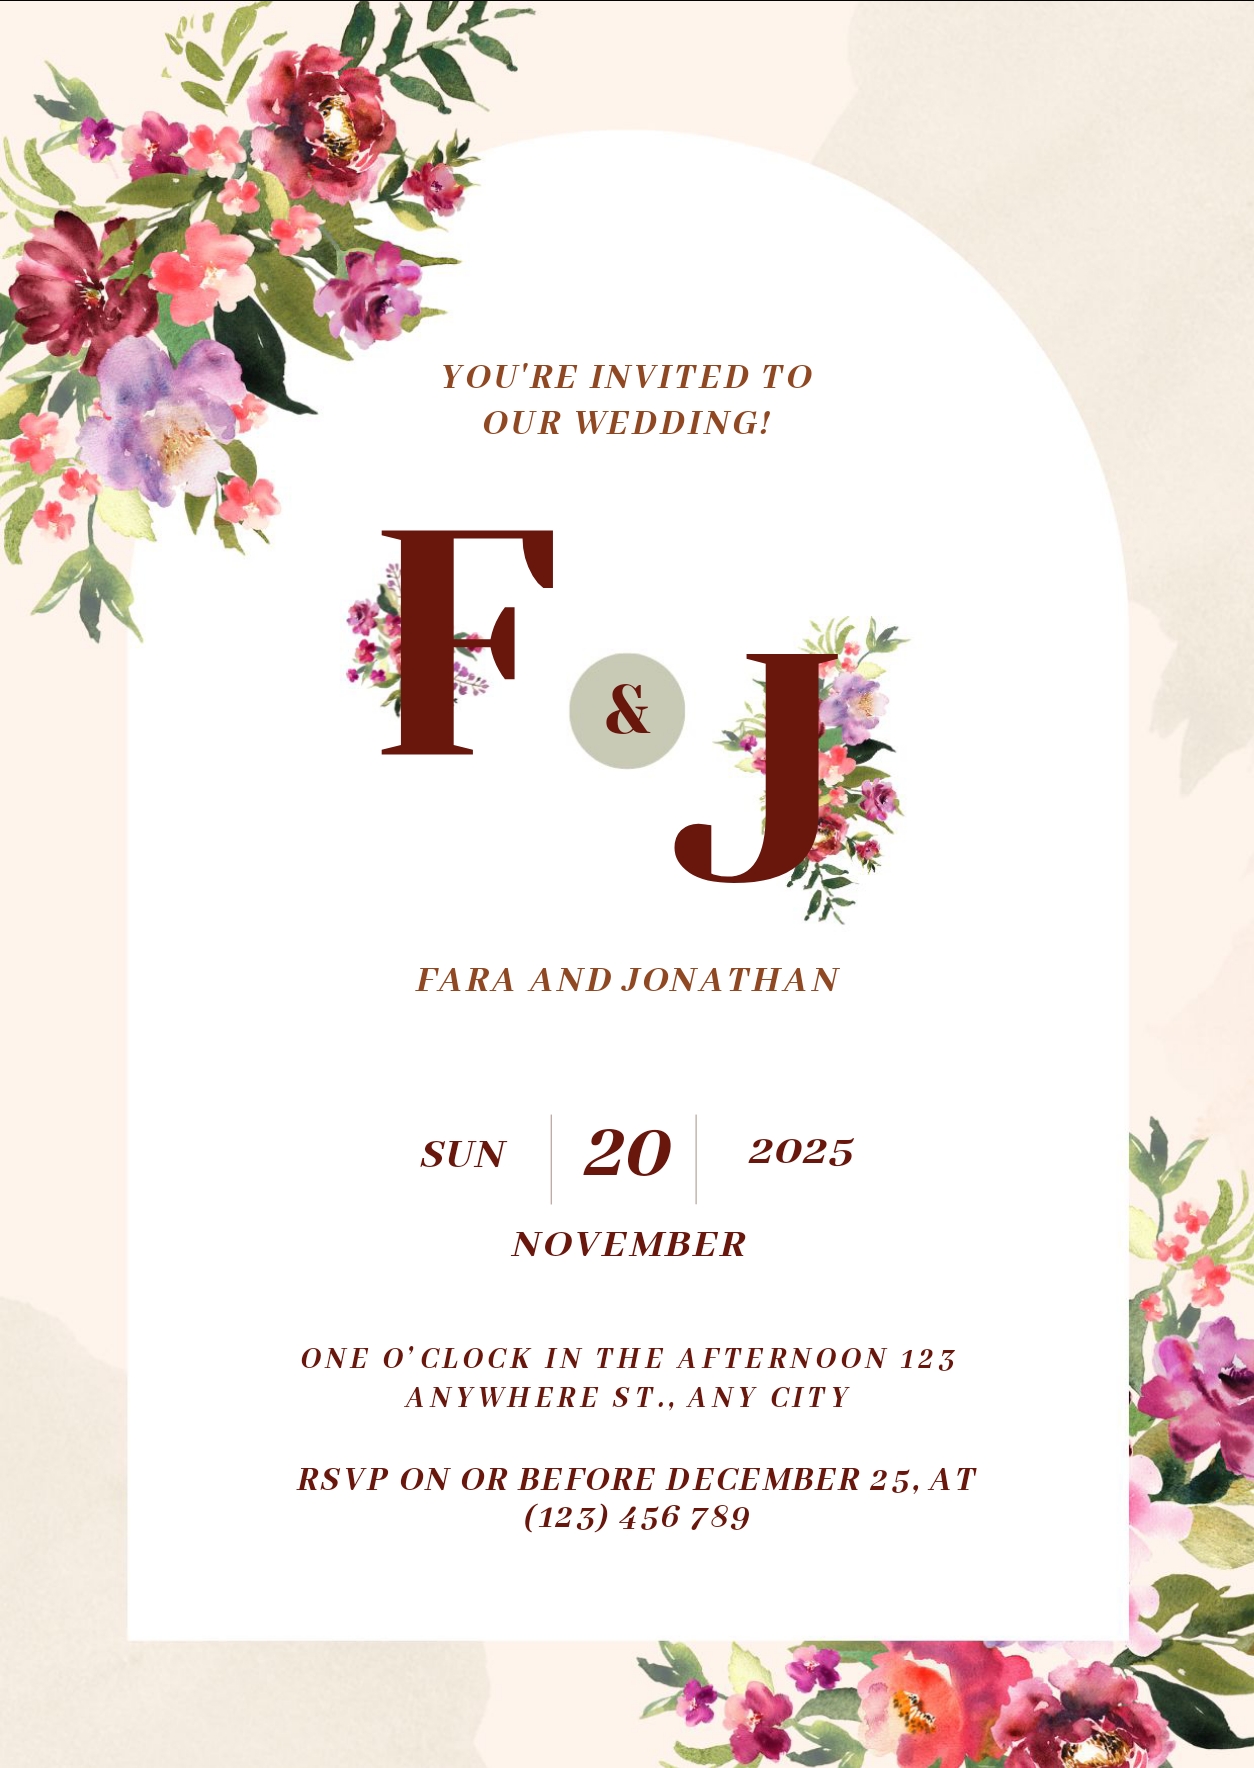 YOU'RE INVITED TO
OUR WEDDING!
F
&
J
FARA AND JONATHAN
SUN 20 2025
NOVEMBER
ONE O’CLOCK IN THE AFTERNOON 123
ANYWHERE ST., ANY CITY
RSVP ON OR BEFORE DECEMBER 25, AT
(123) 456 789